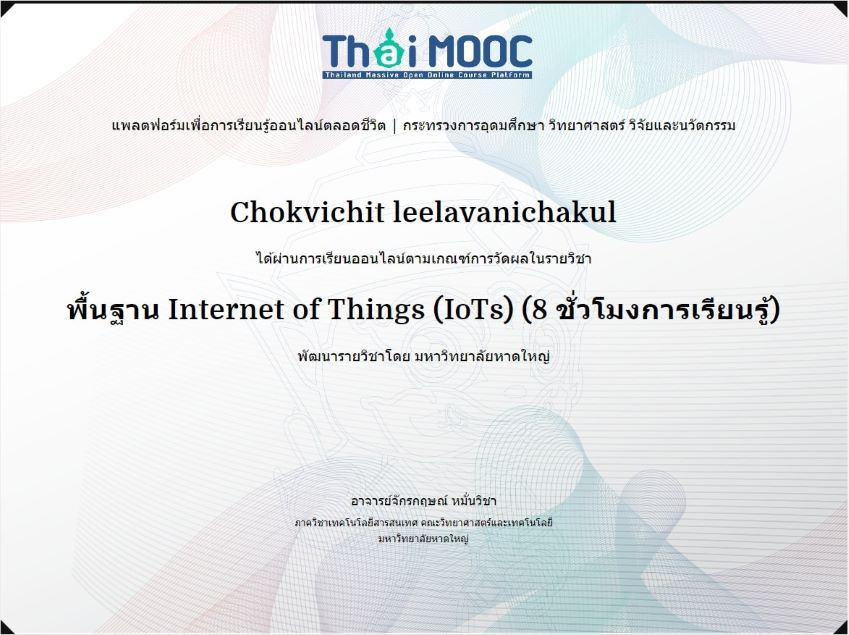 Thai MOOC
Thailand Massive Open Online Course Platform
แพลตฟอร์มเพื่อการเรียนรู้ออนไลน์ตลอดชีวิต | กระทรวงการอุดมศึกษา วิทยาศาสตร์ วิจัยและนวัตกรรม
Chokvichit leelavanichakul
ได้ผ่านการเรียนออนไลน์ตามเกณฑ์การวัดผลในรายวิชา
พื้นฐาน Internet of Things (IoTs) (8 ชั่วโมงการเรียนรู้)
พัฒนารายวิชาโดย มหาวิทยาลัยหาดใหญ่
อาจารย์จักรกฤษณ์ หมั่นวิชา
ภาควิชาเทคโนโลยีสารสนเทศ คณะวิทยาศาสตร์และเทคโนโลยี
มหาวิทยาลัยหาดใหญ่